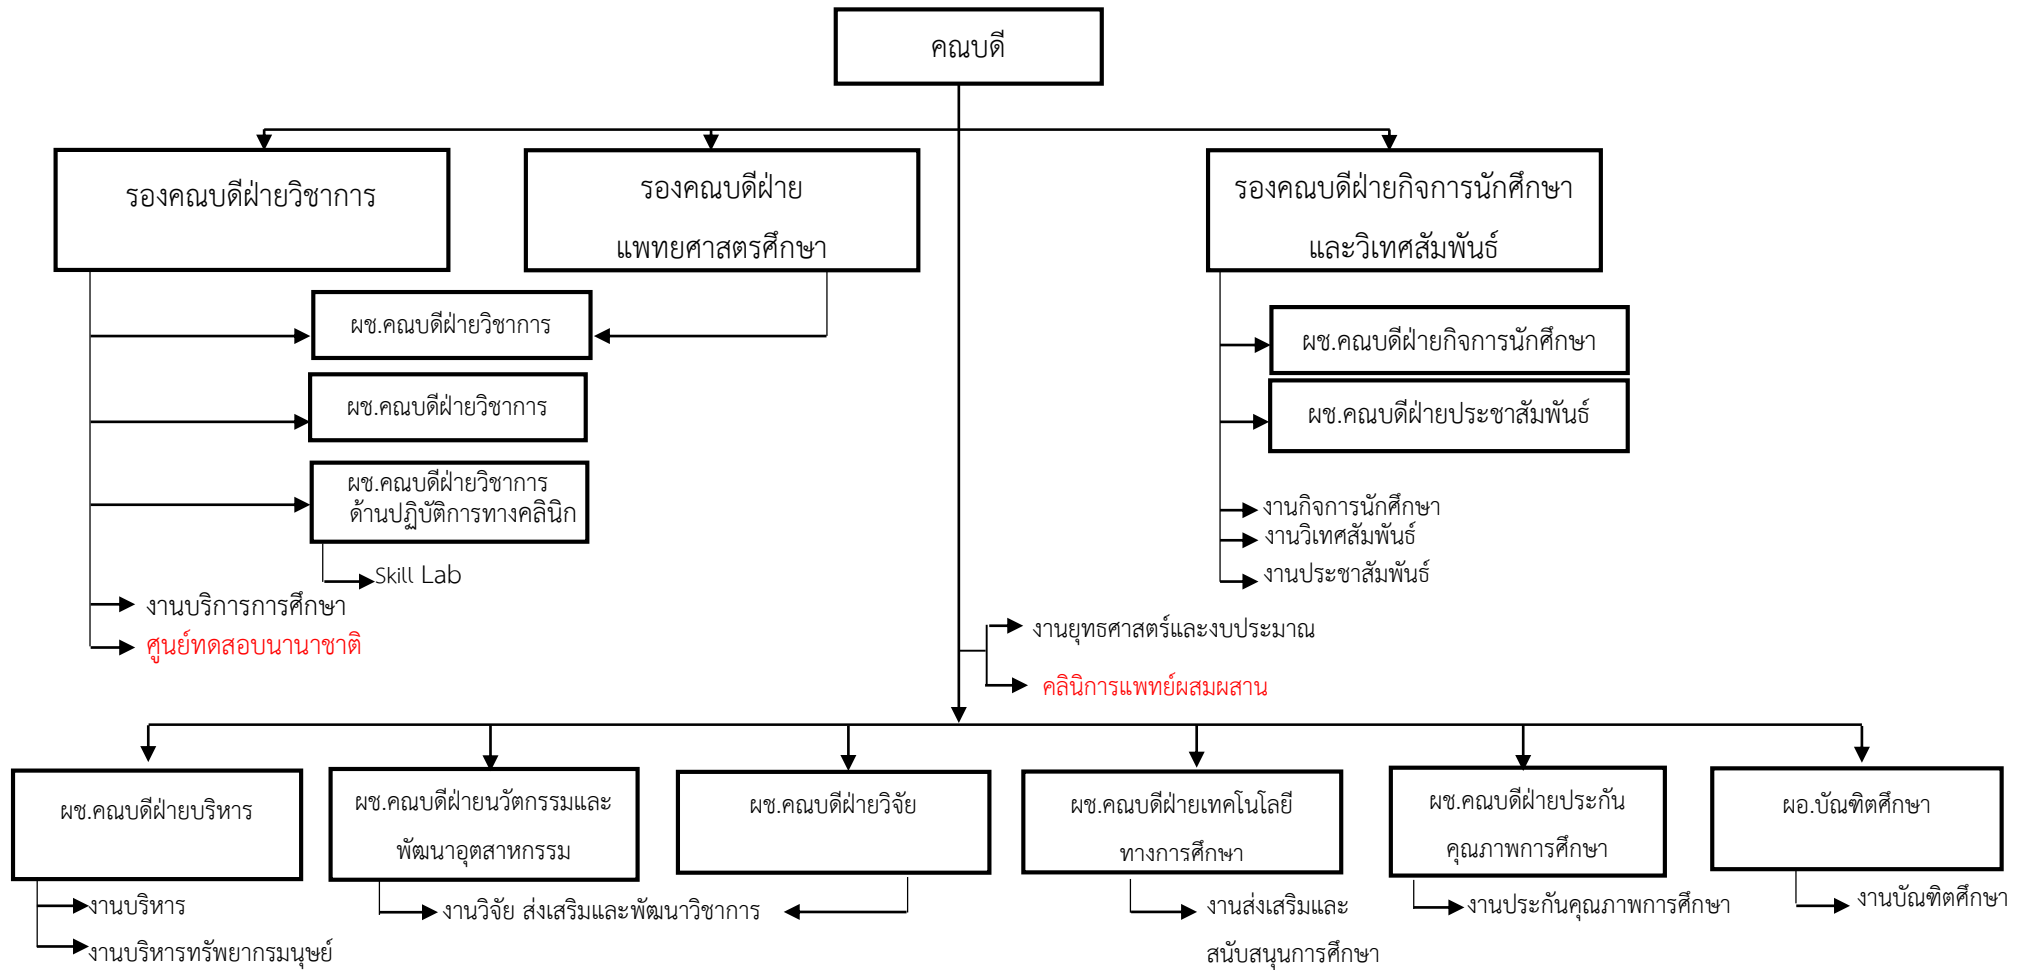 คณบดี
รองคณบดีฝ่ายวิชาการ
รองคณบดีฝ่าย
แพทยศาสตรศึกษา
รองคณบดีฝ่ายกิจการนักศึกษา
และวิเทศสัมพันธ์
ผช.คณบดีฝ่ายวิชาการ
ผช.คณบดีฝ่ายวิชาการ
ผช.คณบดีฝ่ายวิชาการ
ด้านปฏิบัติการทางคลินิก
Skill Lab
งานบริการการศึกษา
ศูนย์ทดสอบนานาชาติ
ผช.คณบดีฝ่ายกิจการนักศึกษา
ผช.คณบดีฝ่ายประชาสัมพันธ์
งานกิจการนักศึกษา
งานวิเทศสัมพันธ์
งานประชาสัมพันธ์
งานยุทธศาสตร์และงบประมาณ
คลินิการแพทย์ผสมผสาน
ผช.คณบดีฝ่ายบริหาร
งานบริหาร
งานบริหารทรัพยากรมนุษย์
ผช.คณบดีฝ่ายนวัตกรรมและ
พัฒนาอุตสาหกรรม
ผช.คณบดีฝ่ายวิจัย
งานวิจัย ส่งเสริมและพัฒนาวิชาการ
ผช.คณบดีฝ่ายเทคโนโลยี
ทางการศึกษา
งานส่งเสริมและ
สนับสนุนการศึกษา
ผช.คณบดีฝ่ายประกัน
คุณภาพการศึกษา
งานประกันคุณภาพการศึกษา
ผอ.บัณฑิตศึกษา
งานบัณฑิตศึกษา